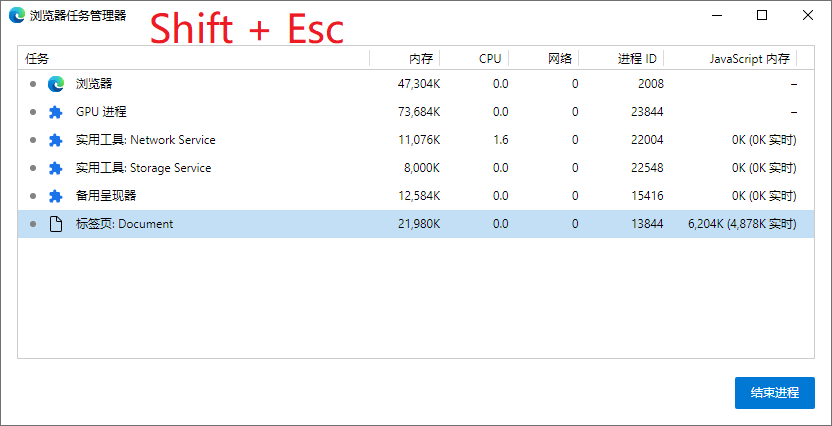 浏览器任务管理器
Shift + Esc
任务 内存 CPU 网络 进程 ID JavaScript 内存
浏览器 47,304K 0.0 0 2008 –
GPU 进程 73,684K 0.0 0 23844 –
实用工具: Network Service 11,076K 1.6 0 22004 0K (0K 实时)
实用工具: Storage Service 8,000K 0.0 0 22548 0K (0K 实时)
备用呈现器 12,584K 0.0 0 15416 0K (0K 实时)
标签页: Document 21,980K 0.0 0 13844 6,204K (4,878K 实时)
结束进程